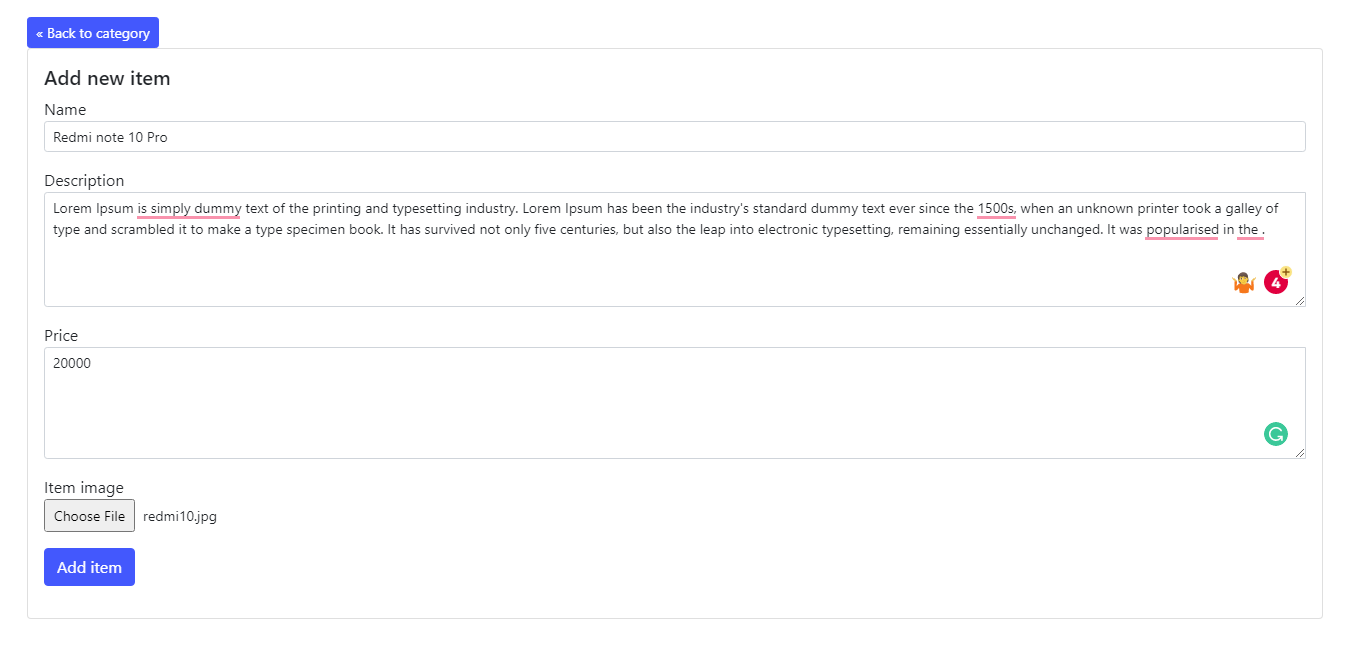 « Back to category
Add new item
Name
Redmi note 10 Pro
Description
Lorem Ipsum is simply dummy text of the printing and typesetting industry. Lorem Ipsum has been the industry's standard dummy text ever since the 1500s, when an unknown printer took a galley of
type and scrambled it to make a type specimen book. It has survived not only five centuries, but also the leap into electronic typesetting, remaining essentially unchanged. It was popularised in the .
4+
Price
20000
Item image
Choose File redmi10.jpg
Add item